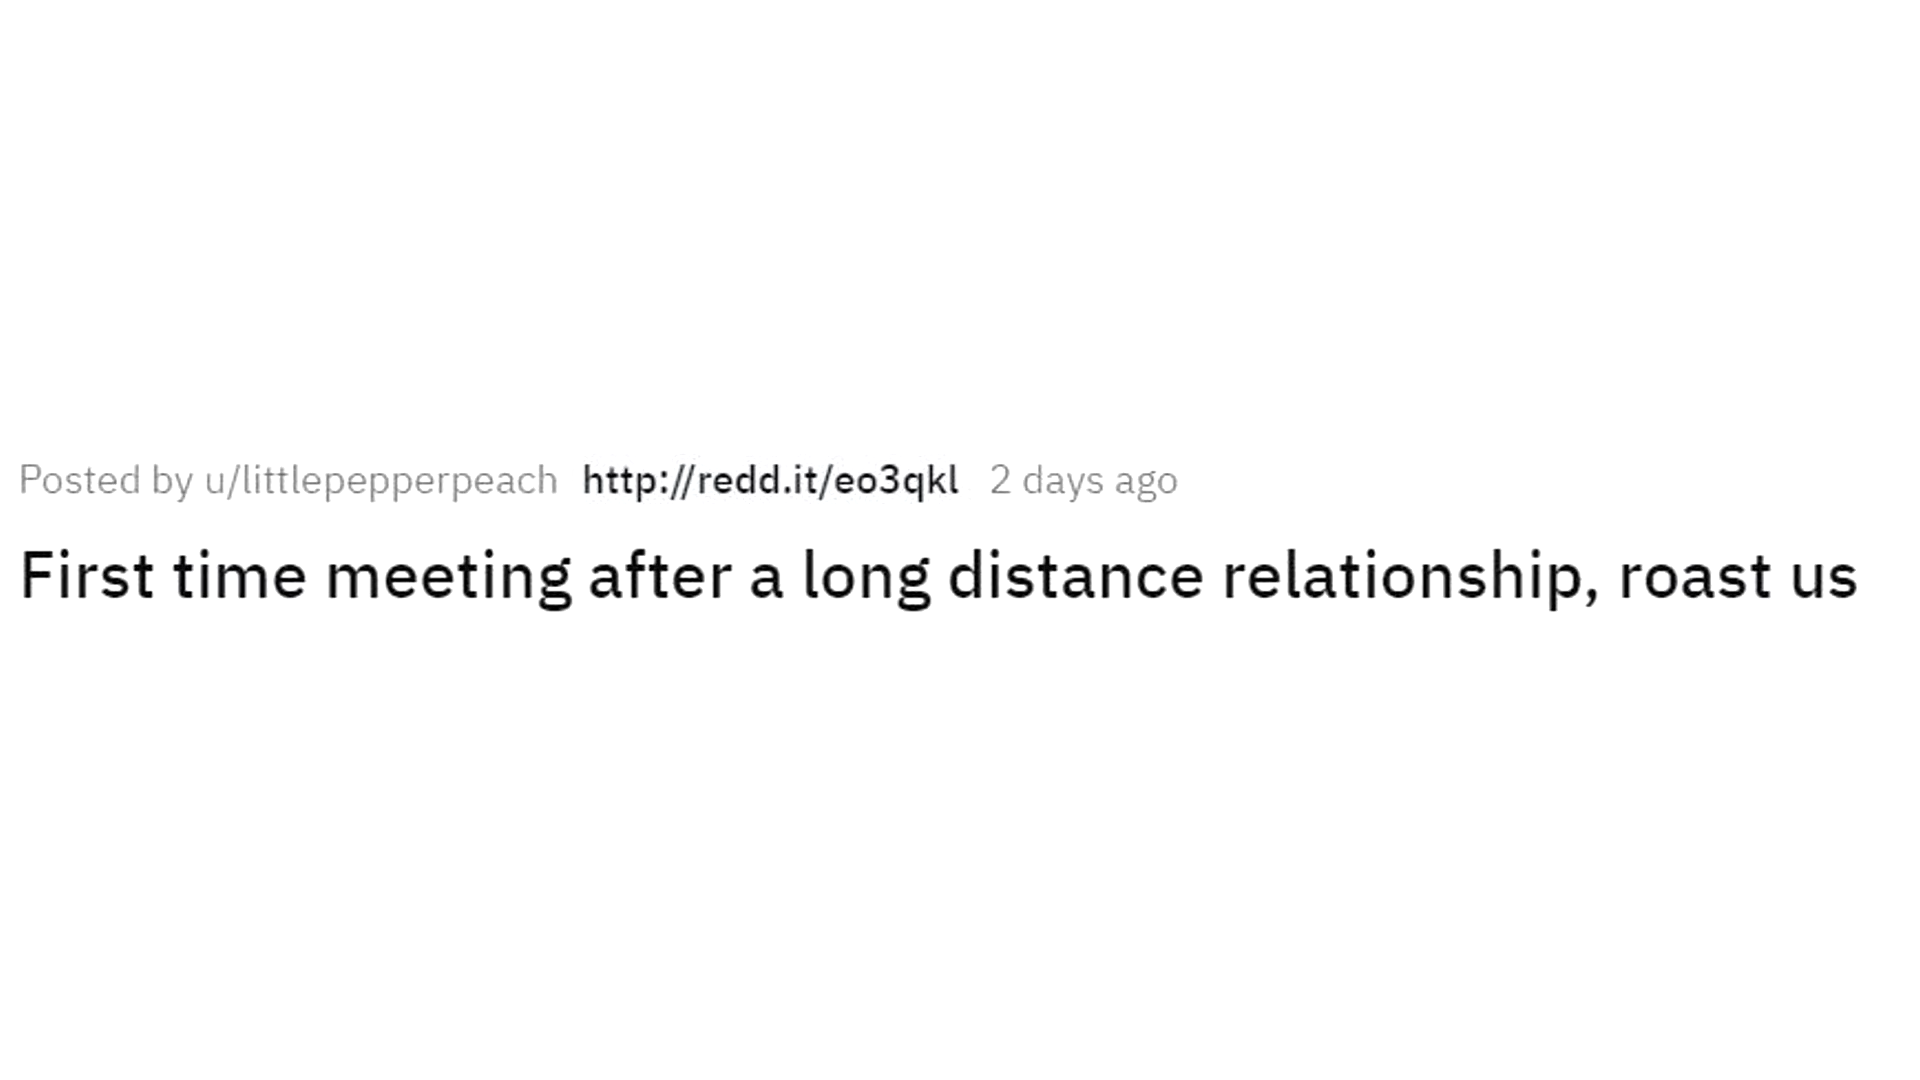 Posted by u/littlepepperpeach http://redd.it/eo3qkl 2 days ago
First time meeting after a long distance relationship, roast us